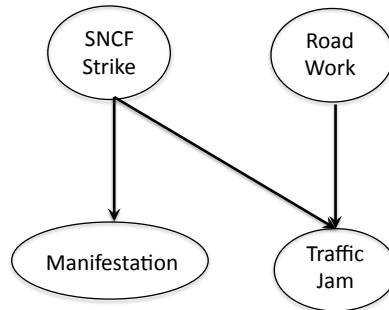 SNCF
Strike
Road
Work
Manifestation
Traffic
Jam